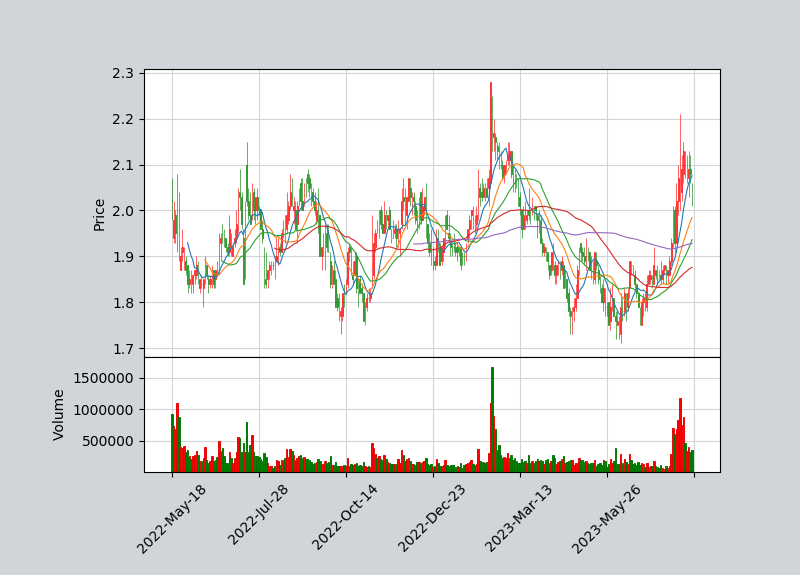 2.3
2.2
2.1
2.0
1.9
1.8
1.7
Price
1500000
1000000
500000
Volume
2022-May-18
2022-Jul-28
2022-Oct-14
2022-Dec-23
2023-Mar-13
2023-May-26